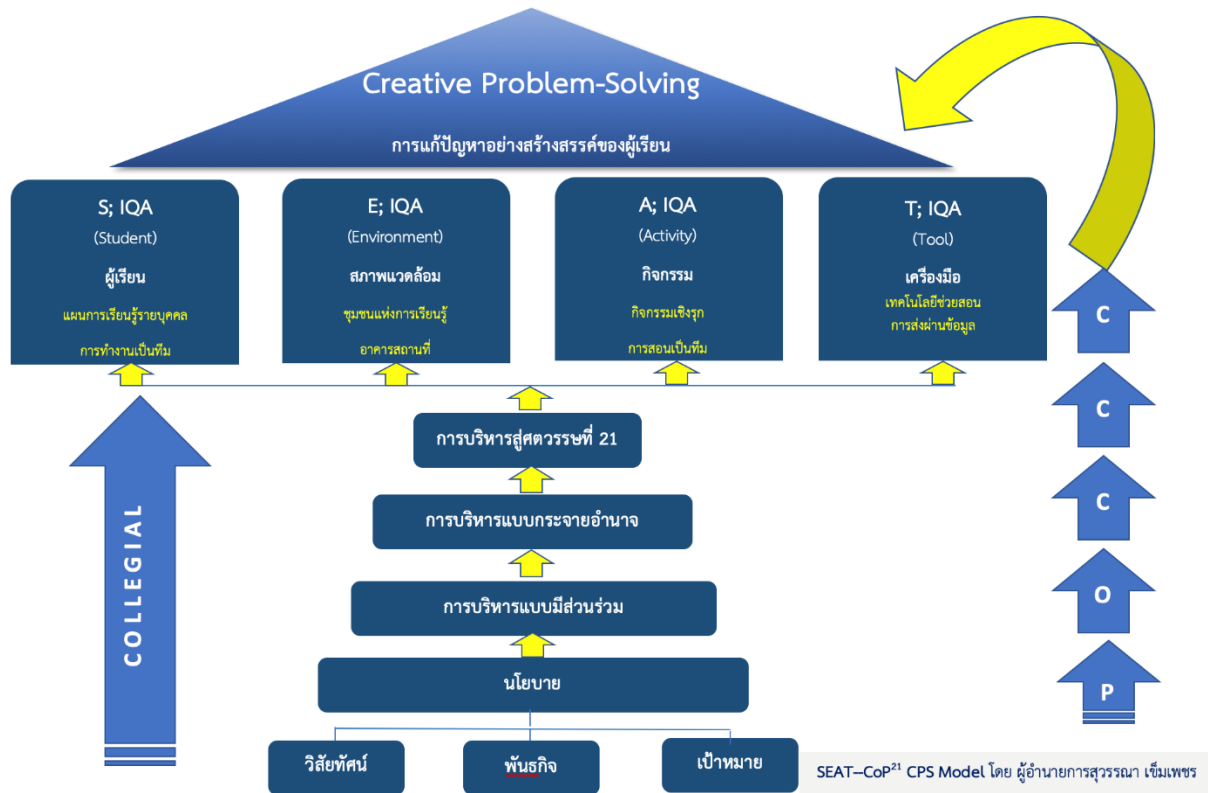 Creative Problem-Solving
การแก้ปัญหาอย่างสร้างสรรค์ของผู้เรียน
S; IQA
(Student)
ผู้เรียน
แผนการเรียนรู้รายบุคคล
การทำงานเป็นทีม
E; IQA
(Environment)
สภาพแวดล้อม
ชุมชนแห่งการเรียนรู้
อาคารสถานที่
A; IQA
(Activity)
กิจกรรม
กิจกรรมเชิงรุก
การสอนเป็นทีม
T; IQA
(Tool)
เครื่องมือ
เทคโนโลยีช่วยสอน
การส่งผ่านข้อมูล
การบริหารสู่ศตวรรษที่ 21
การบริหารแบบกระจายอำนาจ
การบริหารแบบมีส่วนร่วม
นโยบาย
วิสัยทัศน์
พันธกิจ
เป้าหมาย
COLLEGIAL
C
C
C
O
P
SEAT–CoP²¹ CPS Model โดย ผู้อำนายการสุวรรณา เข็มเพชร